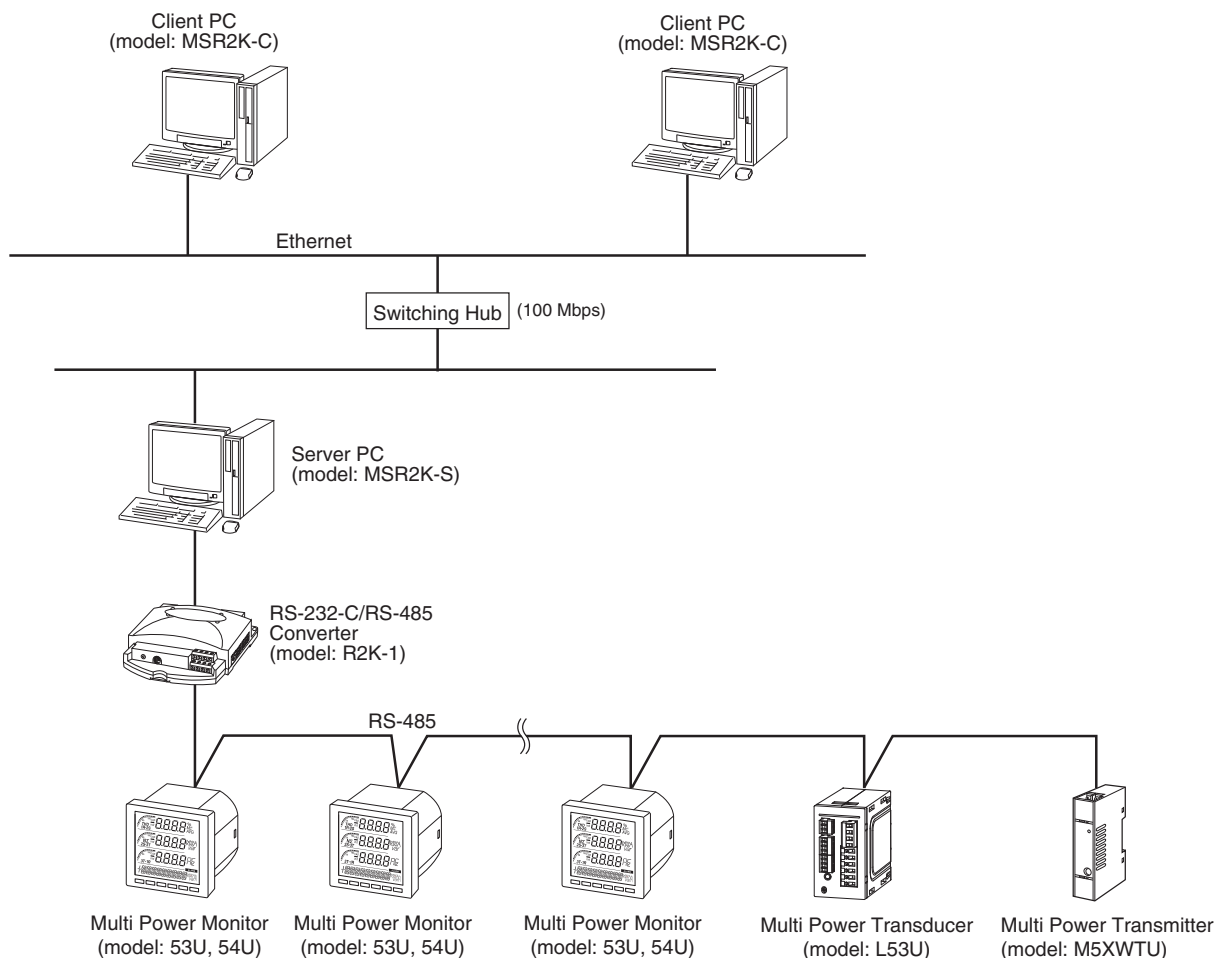 Client PC
(model: MSR2K-C)
Client PC
(model: MSR2K-C)
Ethernet
Switching Hub
(100 Mbps)
Server PC
(model: MSR2K-S)
RS-232-C/RS-485
Converter
(model: R2K-1)
RS-485
Multi Power Monitor
(model: 53U, 54U)
Multi Power Monitor
(model: 53U, 54U)
Multi Power Monitor
(model: 53U, 54U)
Multi Power Transducer
(model: L53U)
Multi Power Transmitter
(model: M5XWTU)